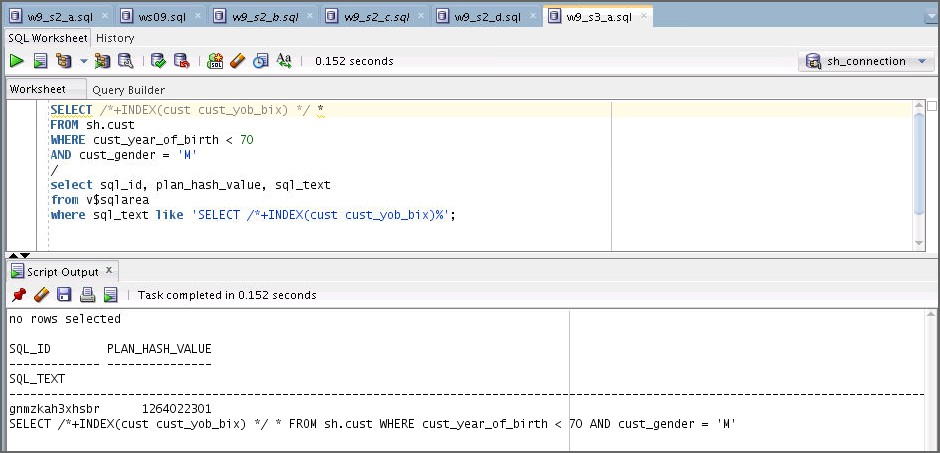 w9_s2_a.sql × ws09.sql × w9_s2_b.sql × w9_s2_c.sql × w9_s2_d.sql × w9_s3_a.sql ×
SQL Worksheet History
0.152 seconds sh_connection
Worksheet Query Builder
SELECT /*+INDEX(cust cust_yob_bix) */ *
FROM sh.cust
WHERE cust_year_of_birth < 70
AND cust_gender = 'M'
/
select sql_id, plan_hash_value, sql_text
from v$sqlarea
where sql_text like 'SELECT /*+INDEX(cust cust_yob_bix)%';
Script Output ×
Task completed in 0.152 seconds
no rows selected
SQL_ID PLAN_HASH_VALUE
------------- ---------------
SQL_TEXT
--------------------------------------------------------------------------------
gnmzkah3xhsbr 1264022301
SELECT /*+INDEX(cust cust_yob_bix) */ * FROM sh.cust WHERE cust_year_of_birth < 70 AND cust_gender = 'M'